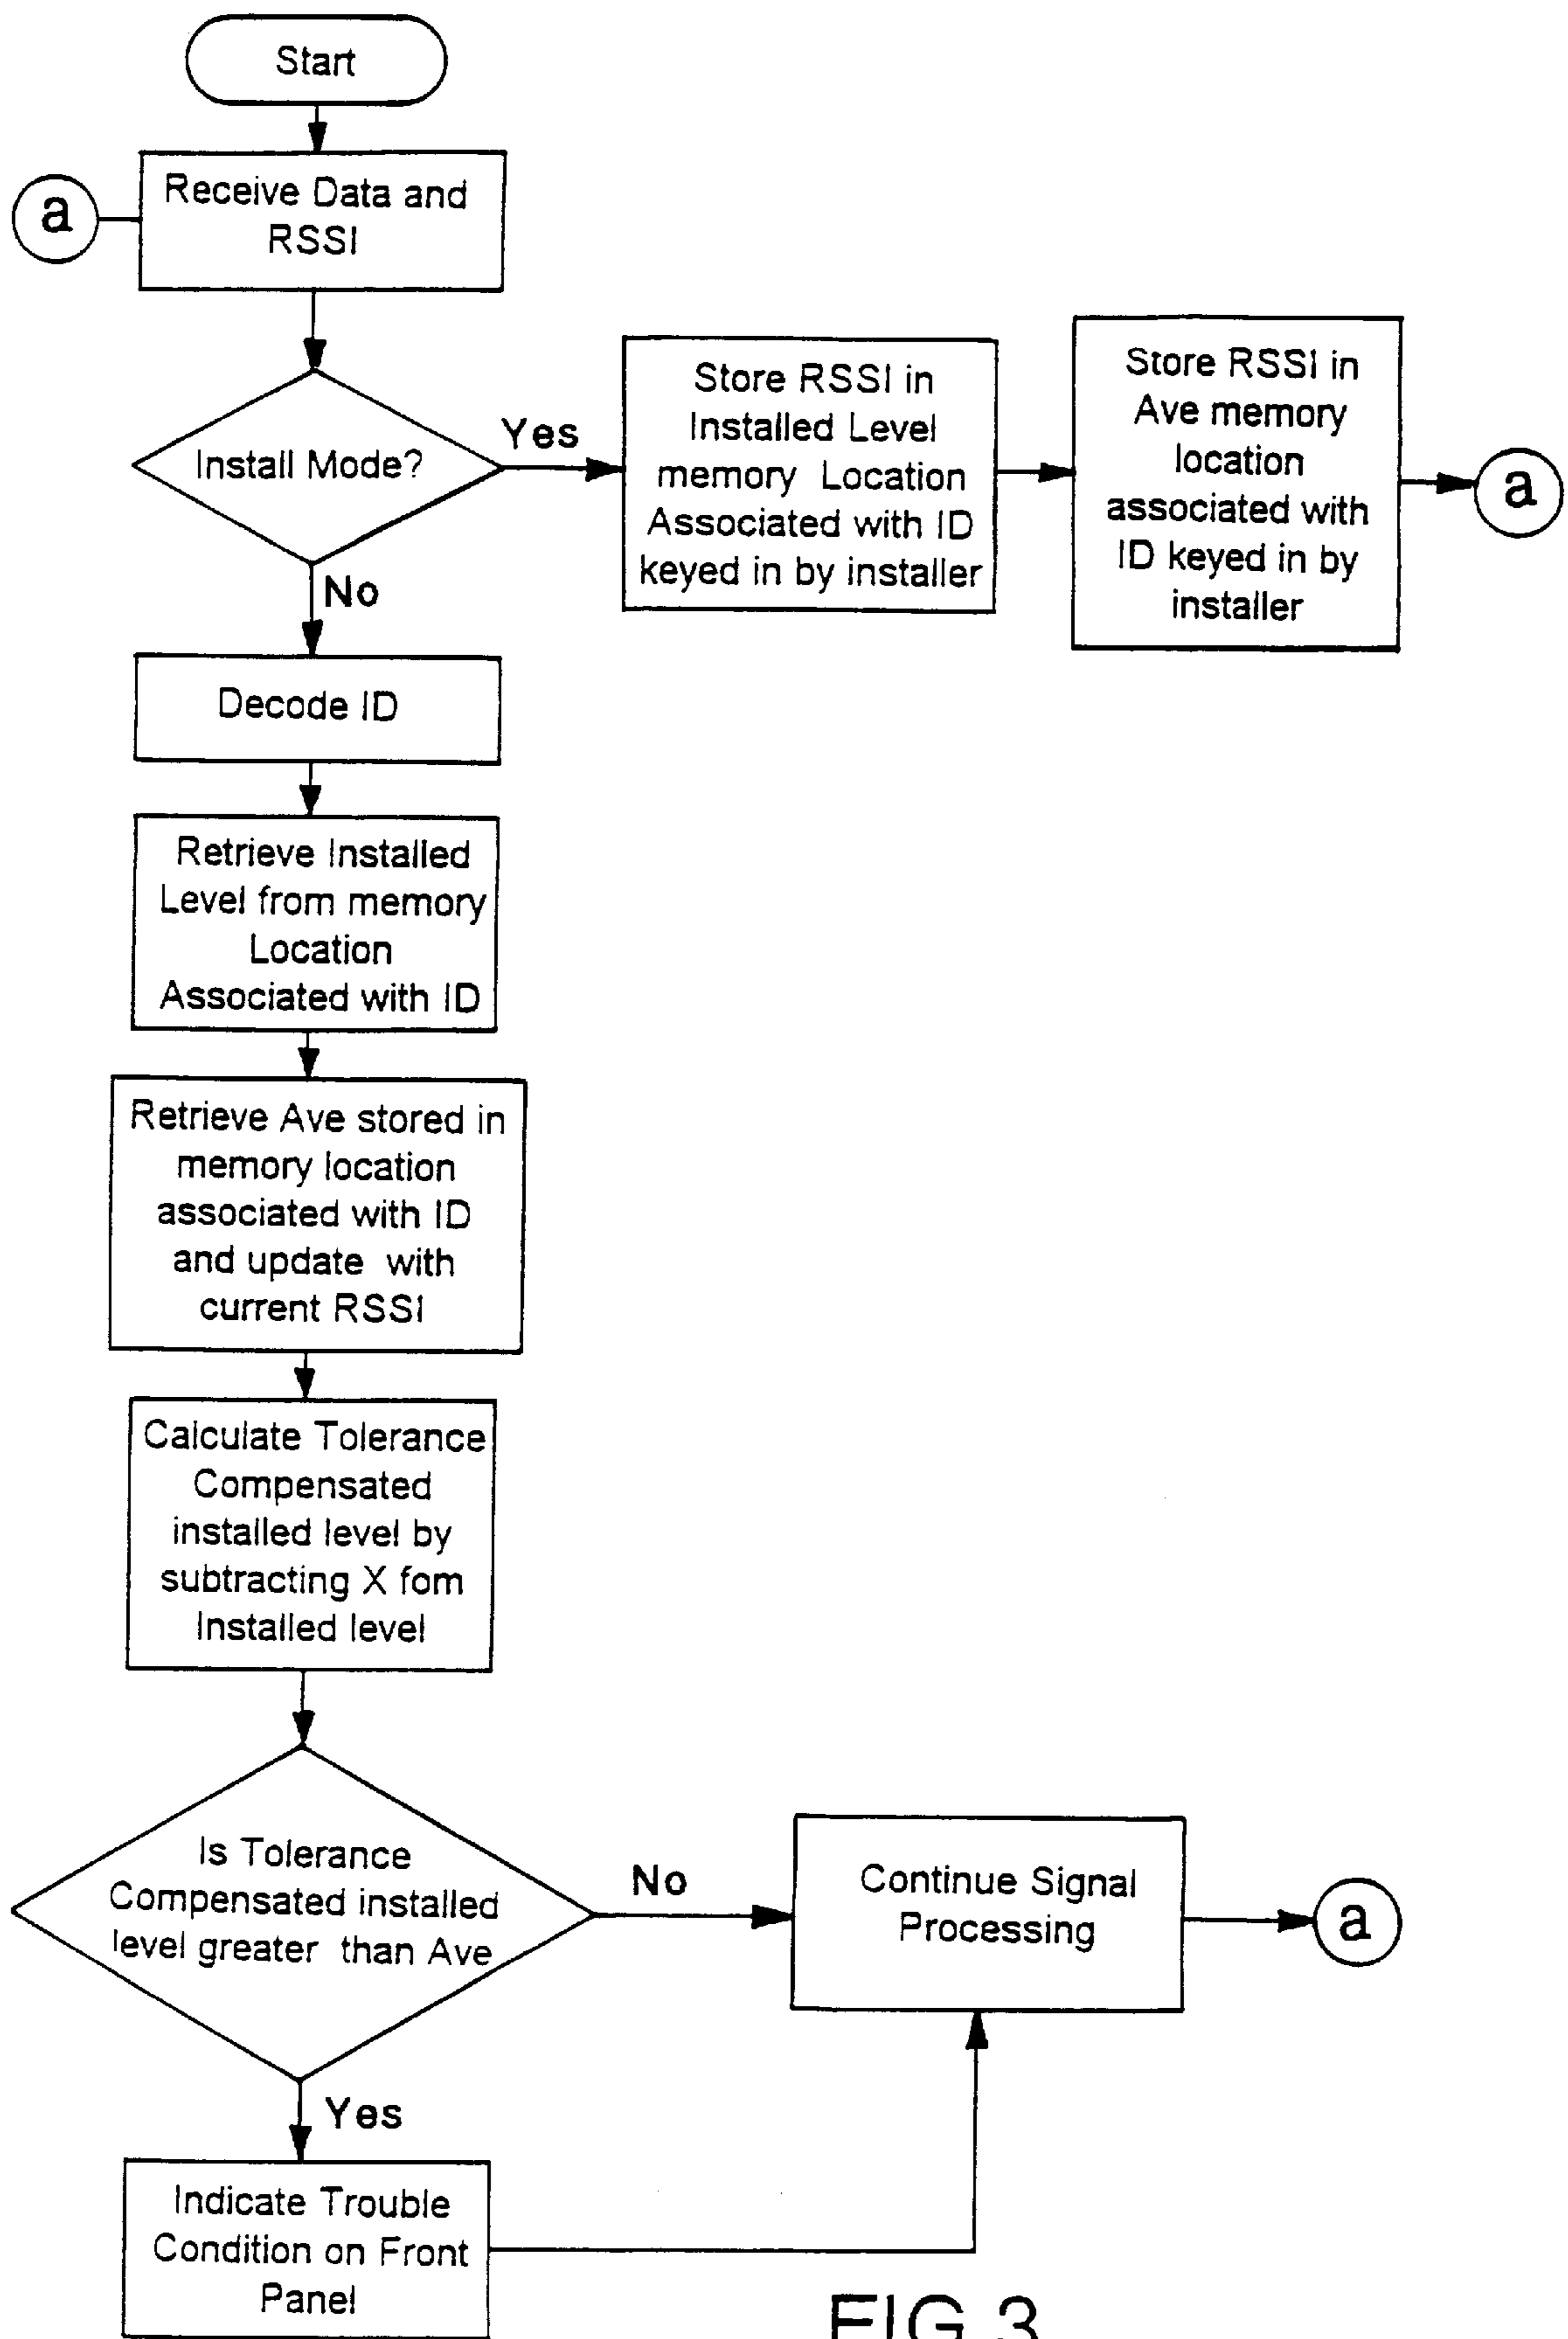 Start
a
Receive Data and
RSSI
Install Mode?
Yes
Store RSSI in
Installed Level
memory Location
Associated with ID
keyed in by installer
Store RSSI in
Ave memory
location
associated with
ID keyed in by
installer
a
No
Decode ID
Retrieve Installed
Level from memory
Location
Associated with ID
Retrieve Ave stored in
memory location
associated with ID
and update with
current RSSI
Calculate Tolerance
Compensated
installed level by
subtracting X fom
Installed level
Is Tolerance
Compensated installed
level greater than Ave
No
Continue Signal
Processing
a
Yes
Indicate Trouble
Condition on Front
Panel
FIG.3